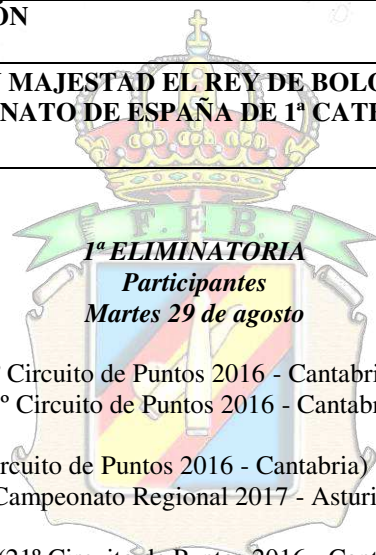 ÓN
MAJESTAD EL REY DE BOLO
NATO DE ESPAÑA DE 1ª CATE
F. E. B.
1ª ELIMINATORIA
Participantes
Martes 29 de agosto
Circuito de Puntos 2016 - Cantabri
º Circuito de Puntos 2016 - Cantabr
rcuito de Puntos 2016 - Cantabria)
Campeonato Regional 2017 - Asturi
(21º Circuito de Puntos 2016 - Cant